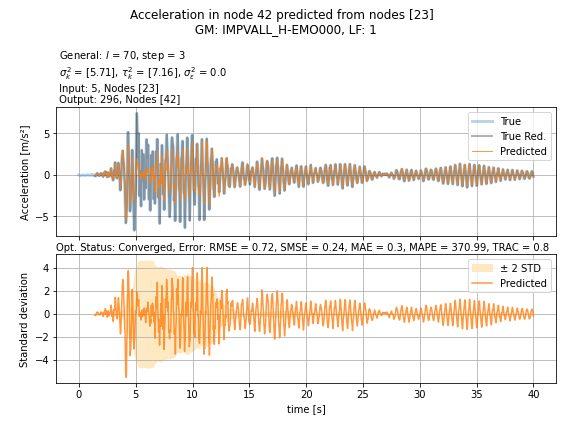 Acceleration in node 42 predicted from nodes [23]
GM: IMPVALL_H-EMO000, LF: 1
General: l = 70, step = 3
σ²ₖ = [5.71], τ²ₖ = [7.16], σ²ε = 0.0
Input: 5, Nodes [23]
Output: 296, Nodes [42]
True
True Red.
Predicted
Acceleration [m/s²]
5
0
−5
Opt. Status: Converged, Error: RMSE = 0.72, SMSE = 0.24, MAE = 0.3, MAPE = 370.99, TRAC = 0.8
± 2 STD
Predicted
Standard deviation
4
2
0
−2
−4
0 5 10 15 20 25 30 35 40
time [s]